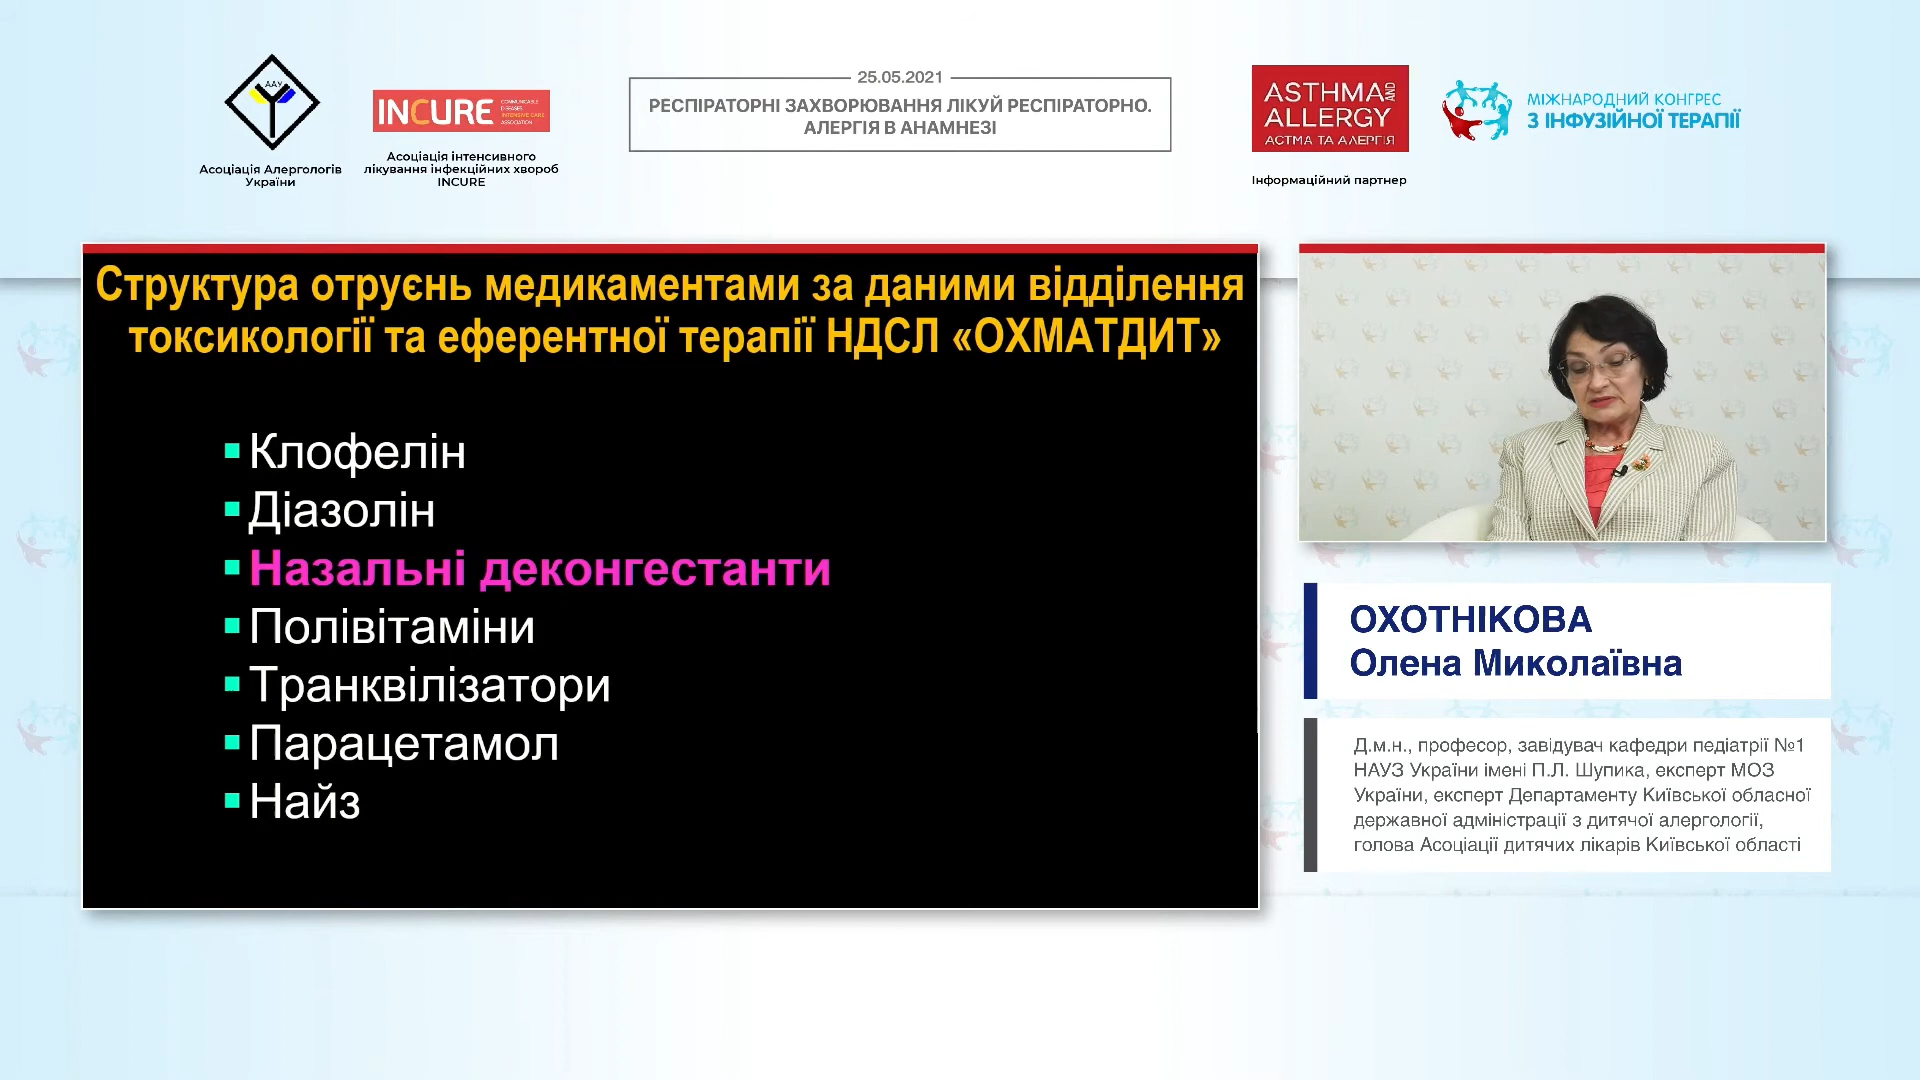 ААУ
Асоціація Алергологів
України
INCURE
COMMUNICABLE
DISEASES
INTENSIVE CARE
ASSOCIATION
Асоціація інтенсивного
лікування інфекційних хвороб
INCURE
25.05.2021
РЕСПІРАТОРНІ ЗАХВОРЮВАННЯ ЛІКУЙ РЕСПІРАТОРНО.
АЛЕРГІЯ В АНАМНЕЗІ
ASTHMA AND
ALLERGY
АСТМА ТА АЛЕРГІЯ
Інформаційний партнер
МІЖНАРОДНИЙ КОНГРЕС
З ІНФУЗІЙНОЇ ТЕРАПІЇ
Структура отруєнь медикаментами за даними відділення
токсикології та еферентної терапії НДСЛ «ОХМАТДИТ»
Клофелін
Діазолін
Назальні деконгестанти
Полівітаміни
Транквілізатори
Парацетамол
Найз
ОХОТНІКОВА
Олена Миколаївна
Д.м.н., професор, завідувач кафедри педіатрії №1
НАУЗ України імені П.Л. Шупика, експерт МОЗ
України, експерт Департаменту Київської обласної
державної адміністрації з дитячої алергології,
голова Асоціації дитячих лікарів Київської області